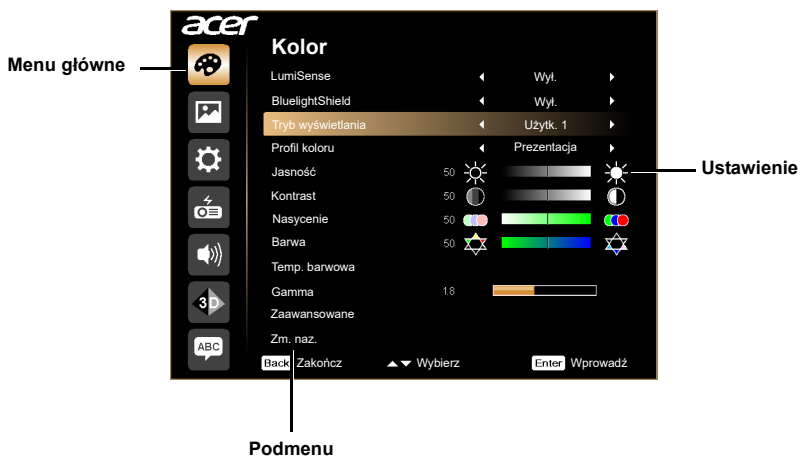 acer
Kolor
Menu główne
LumiSense Wył.
BluelightShield Wył.
Tryb wyświetlania Użytk. 1
Profil koloru Prezentacja
Jasność 50
Ustawienie
Kontrast 50
Nasycenie 50
Barwa 50
Temp. barwowa
Gamma 1.8
Zaawansowane
Zm. naz.
3D
ABC
Back Zakończ Wybierz Enter Wprowadź
Podmenu